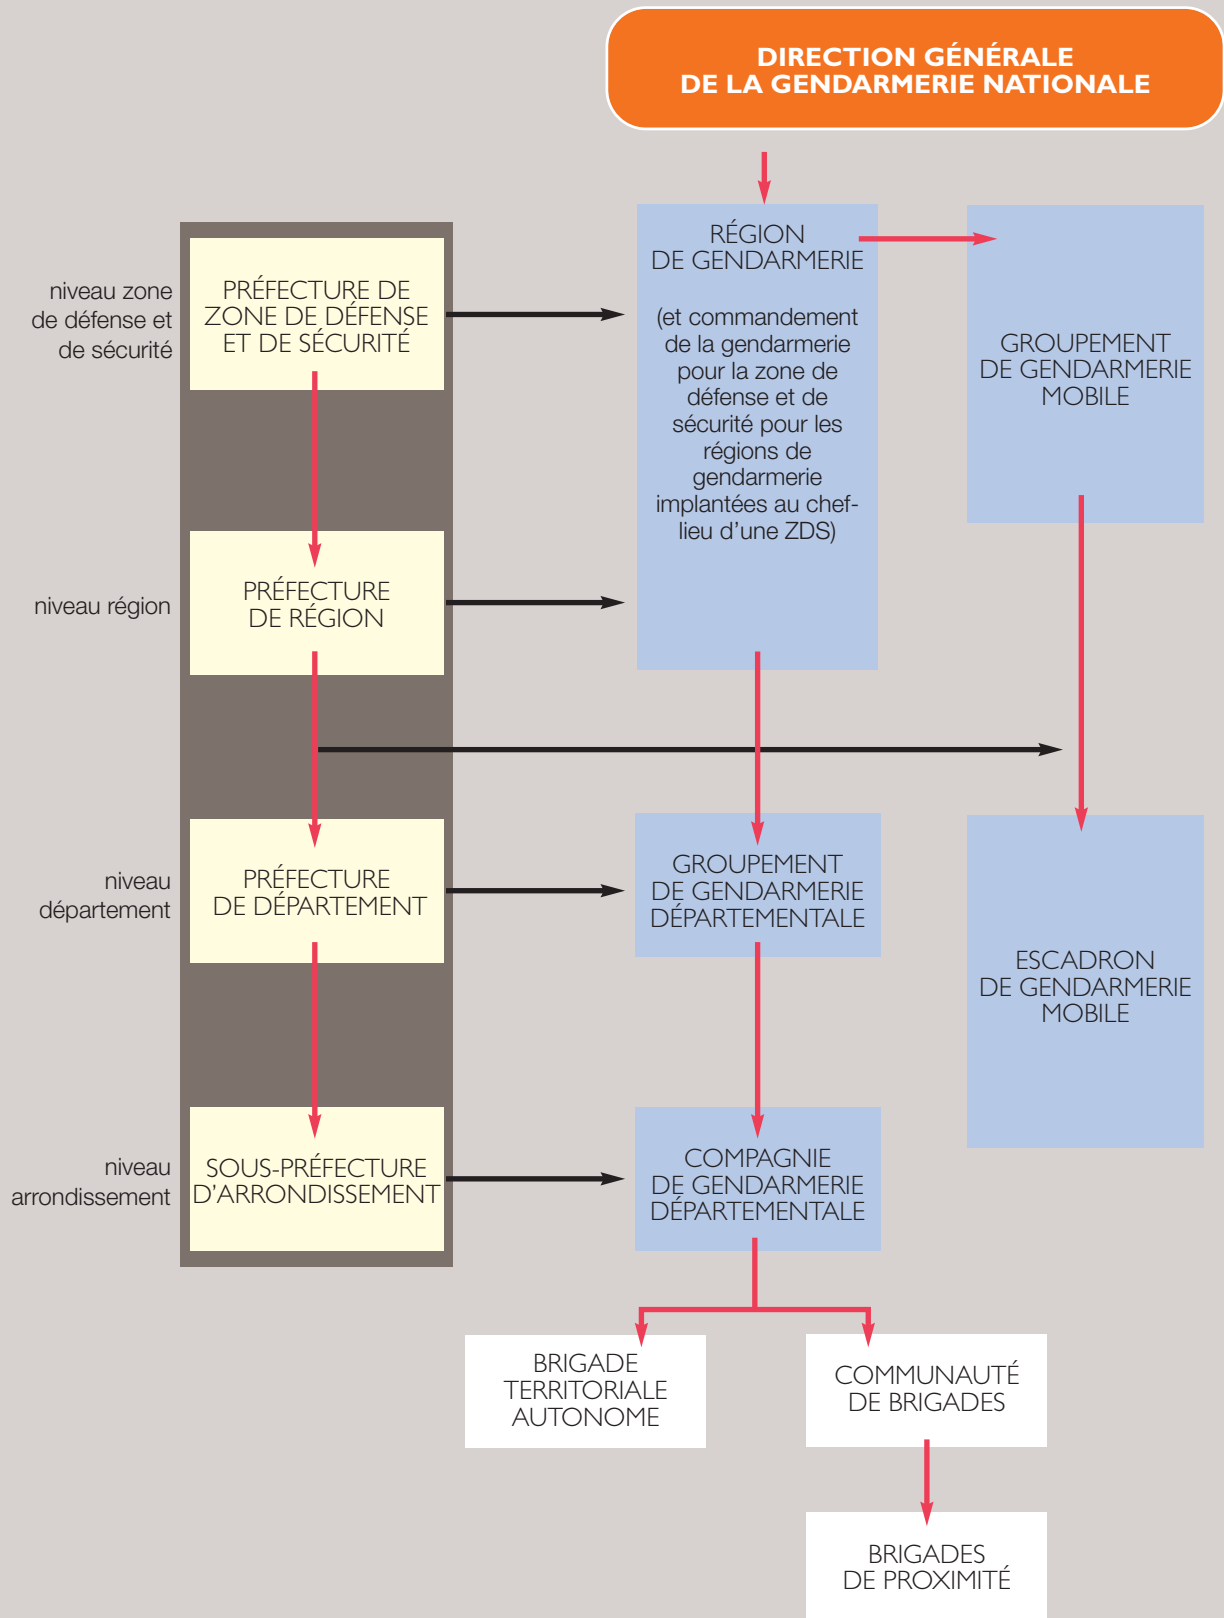 DIRECTION GÉNÉRALE
DE LA GENDARMERIE NATIONALE
niveau zone
de défense et
de sécurité
PRÉFECTURE DE
ZONE DE DÉFENSE
ET DE SÉCURITÉ
RÉGION
DE GENDARMERIE
(et commandement
de la gendarmerie
pour la zone de
défense et de
sécurité pour les
régions de
gendarmerie
implantées au chef-
lieu d’une ZDS)
GROUPEMENT
DE GENDARMERIE
MOBILE
niveau région
PRÉFECTURE
DE RÉGION
niveau
département
PRÉFECTURE
DE DÉPARTEMENT
GROUPEMENT
DE GENDARMERIE
DÉPARTEMENTALE
ESCADRON
DE GENDARMERIE
MOBILE
niveau
arrondissement
SOUS-PRÉFECTURE
D’ARRONDISSEMENT
COMPAGNIE
DE GENDARMERIE
DÉPARTEMENTALE
BRIGADE
TERRITORIALE
AUTONOME
COMMUNAUTÉ
DE BRIGADES
BRIGADES
DE PROXIMITÉ